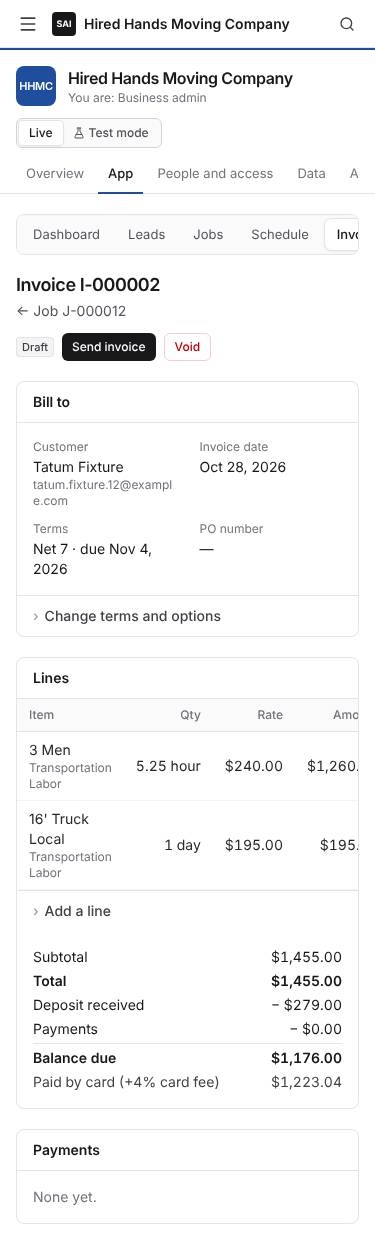 SAI Hired Hands Moving Company
HHMC
Hired Hands Moving Company
You are: Business admin
Live Test mode
Overview App People and access Data A
Dashboard Leads Jobs Schedule Invo
Invoice I-000002
← Job J-000012
Draft Send invoice Void
Bill to
Customer Invoice date
Tatum Fixture Oct 28, 2026
tatum.fixture.12@exampl
e.com
Terms PO number
Net 7 · due Nov 4, —
2026
› Change terms and options
Lines
Item Qty Rate Amo
3 Men
Transportation 5.25 hour $240.00 $1,260.
Labor
16' Truck
Local
Transportation 1 day $195.00 $195.
Labor
› Add a line
Subtotal $1,455.00
Total $1,455.00
Deposit received − $279.00
Payments − $0.00
Balance due $1,176.00
Paid by card (+4% card fee) $1,223.04
Payments
None yet.